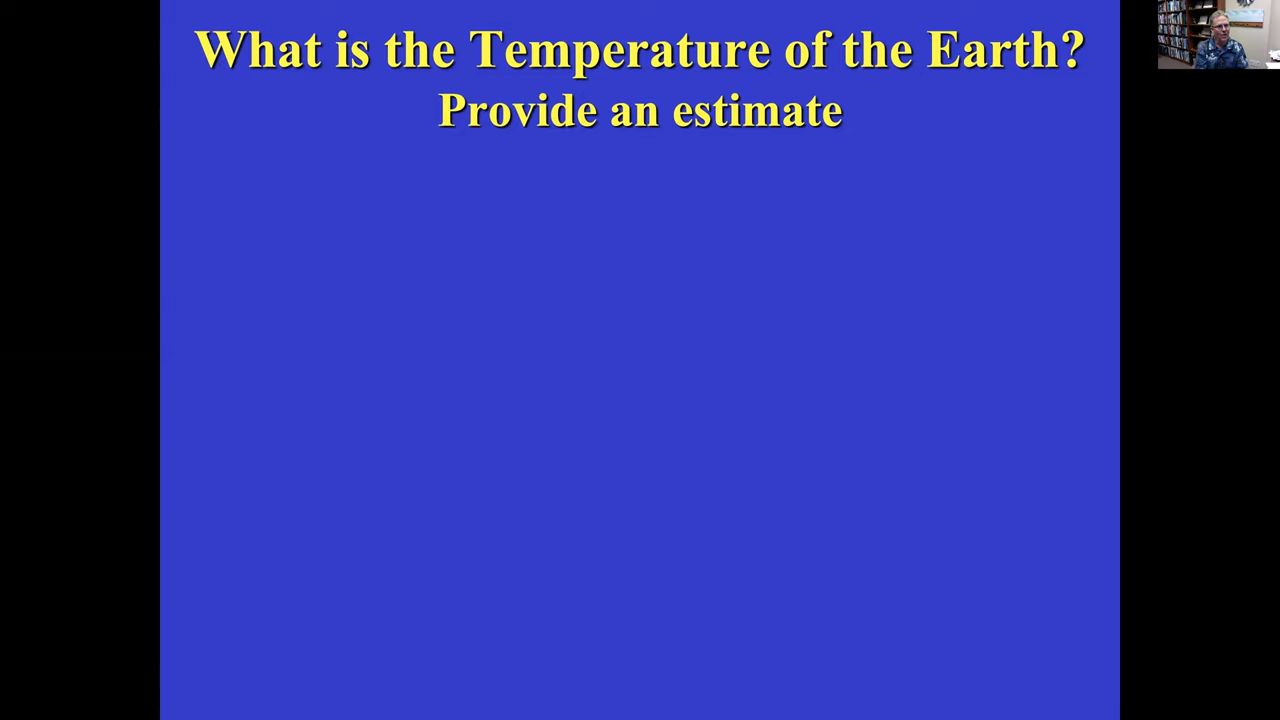 What is the Temperature of the Earth?
Provide an estimate